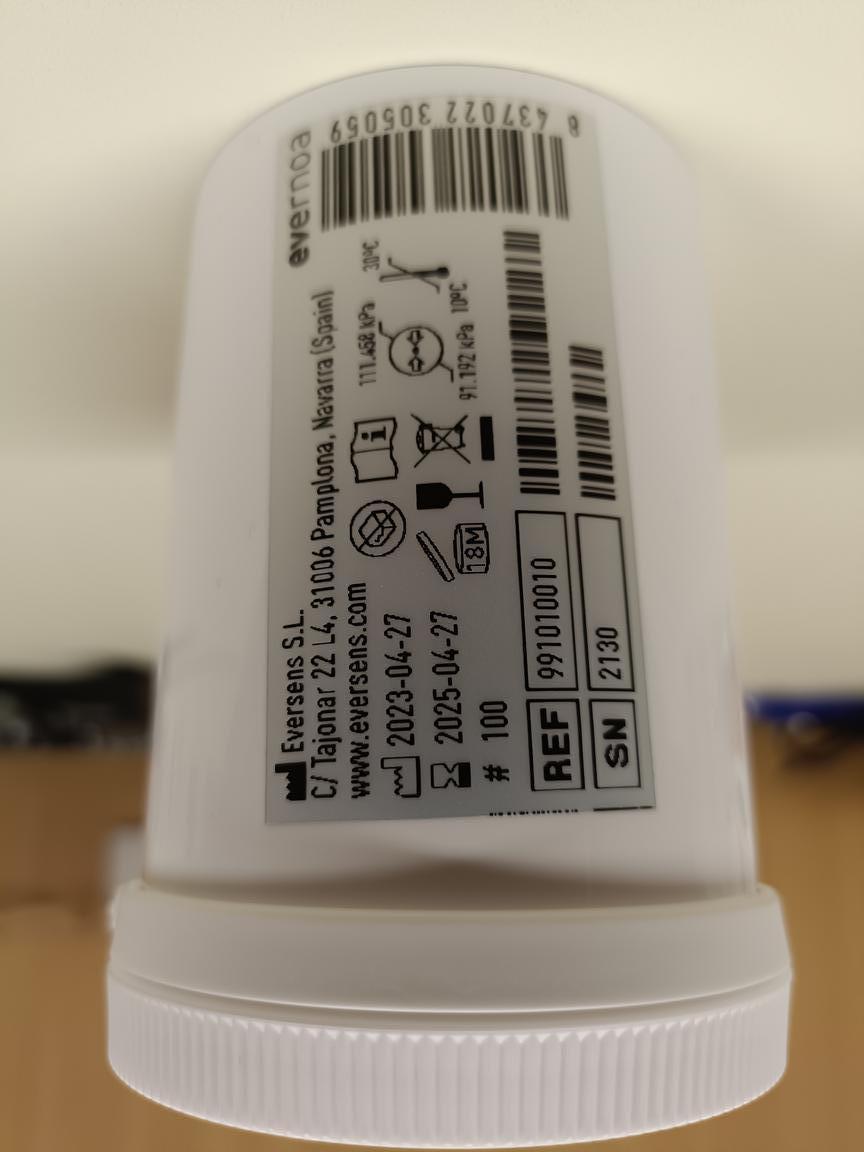 Eversens S.L.
C/ Tajonar 22 L4, 31006 Pamplona, Navarra (Spain)
www.eversens.com
evernoa
2023-04-27
2025-04-27
# 100
18M
111.458 kPa
91.192 kPa
30ºC
10ºC
8 437022 305059
REF 991010010
SN 2130